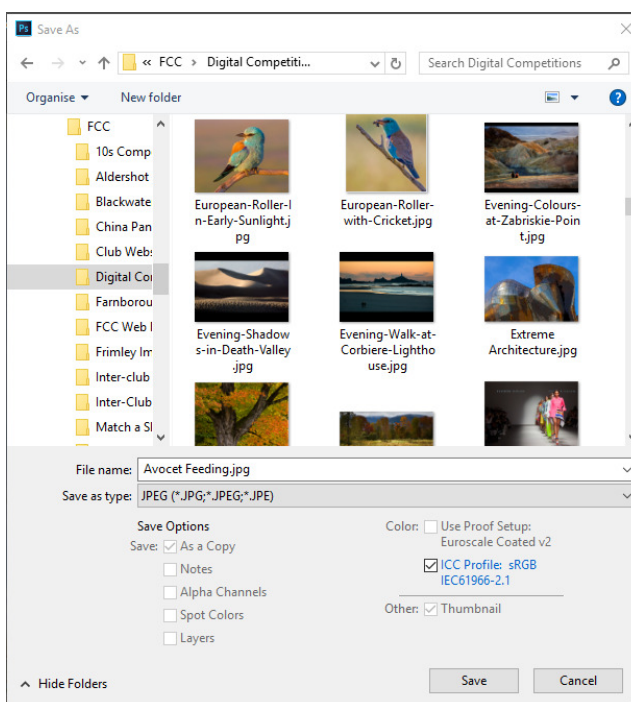 Ps Save As
« FCC > Digital Competiti...
Search Digital Competitions
Organise
New folder
?
FCC
10s Comp
Aldershot
Blackwate
China Pan
Club Webs
Digital Co
Farnborou
FCC Web
Frimley Im
Inter-club
Inter-Club
Match a
European-Roller-I
n-Early-Sunlight.j
pg
European-Roller-
with-Cricket.jpg
Evening-Colours-
at-Zabriskie-Poin
t.jpg
Evening-Shadow
s-in-Death-Valley
.jpg
Evening-Walk-at-
Corbiere-Lightho
use.jpg
Extreme
Architecture.jpg
File name: Avocet Feeding.jpg
Save as type: JPEG (*.JPG;*.JPEG;*.JPE)
Save Options
Save: As a Copy
Notes
Alpha Channels
Spot Colors
Layers
Color: Use Proof Setup:
Euroscale Coated v2
ICC Profile: sRGB
IEC61966-2.1
Other: Thumbnail
Hide Folders
Save
Cancel